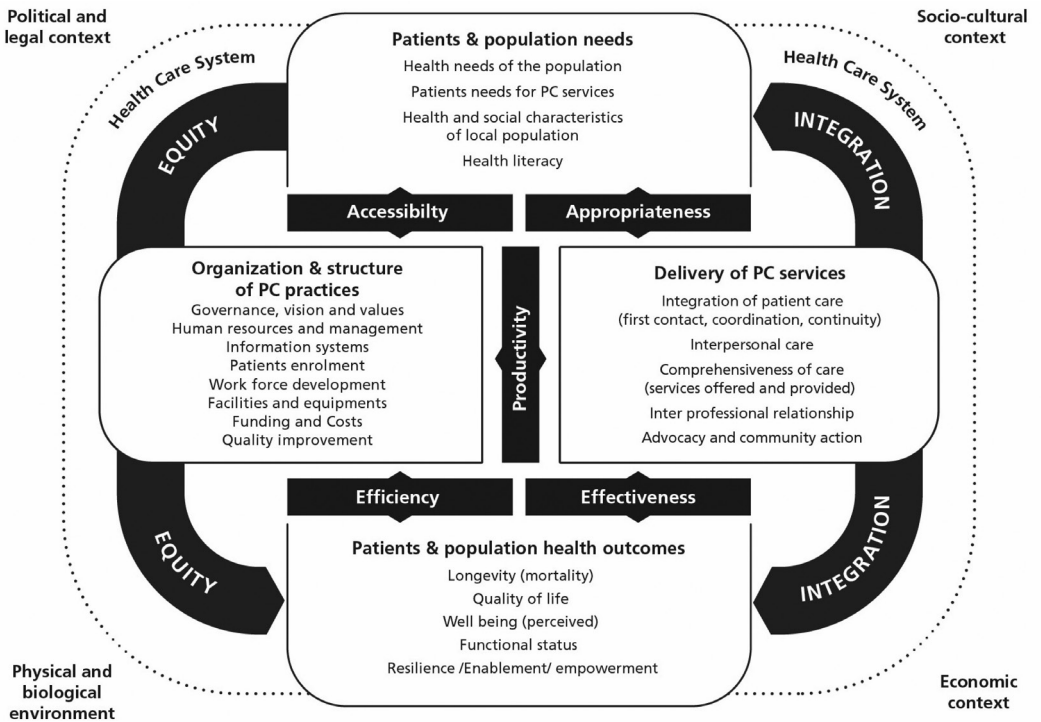 Political and
legal context
Socio-cultural
context
Health Care System
Health Care System
EQUITY
INTEGRATION
Patients & population needs
Health needs of the population
Patients needs for PC services
Health and social characteristics
of local population
Health literacy
Accessibilty
Appropriateness
Organization & structure
of PC practices
Governance, vision and values
Human resources and management
Information systems
Patients enrolment
Work force development
Facilities and equipments
Funding and Costs
Quality improvement
Productivity
Delivery of PC services
Integration of patient care
(first contact, coordination, continuity)
Interpersonal care
Comprehensiveness of care
(services offered and provided)
Inter professional relationship
Advocacy and community action
Efficiency
Effectiveness
EQUITY
INTEGRATION
Patients & population health outcomes
Longevity (mortality)
Quality of life
Well being (perceived)
Functional status
Resilience /Enablement/ empowerment
Physical and
biological
environment
Economic
context